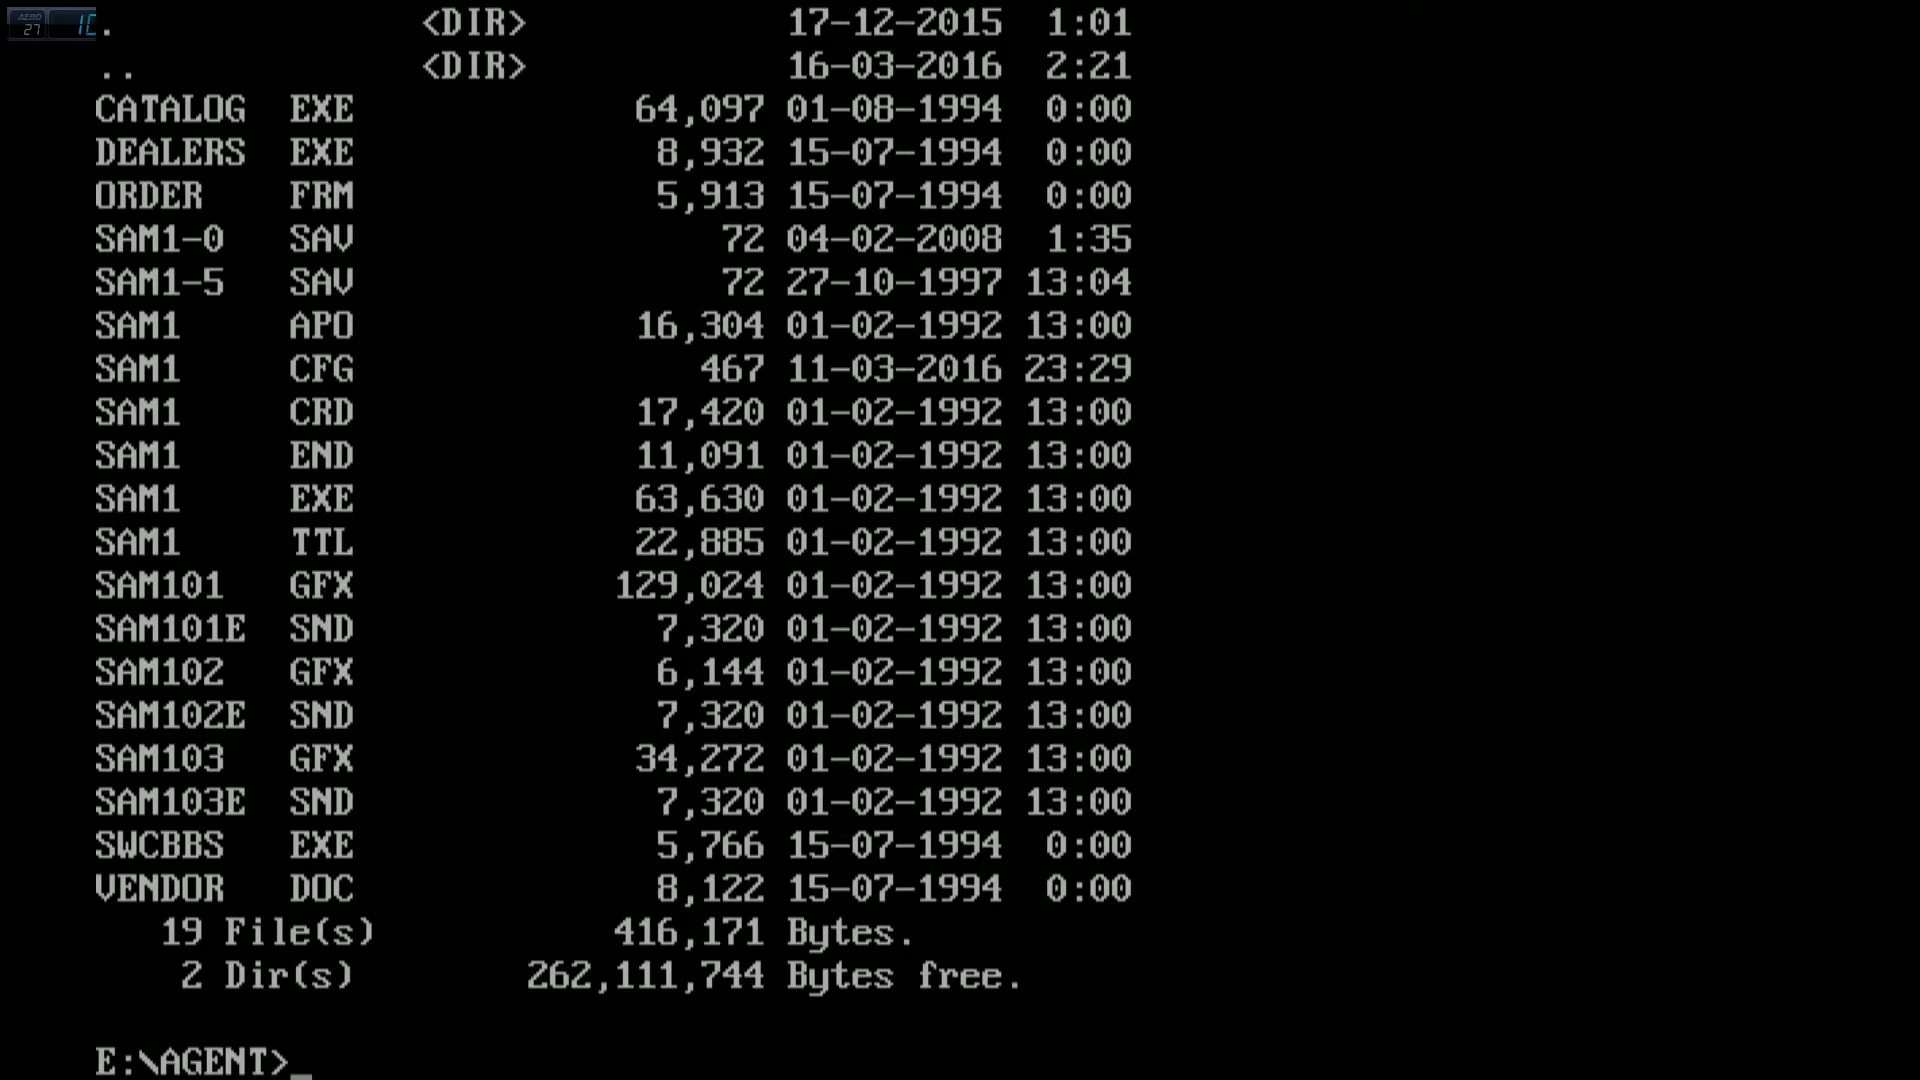 AERO
27
.              <DIR>            17-12-2015  1:01
..             <DIR>            16-03-2016  2:21
CATALOG  EXE             64,097 01-08-1994  0:00
DEALERS  EXE              8,932 15-07-1994  0:00
ORDER    FRM              5,913 15-07-1994  0:00
SAM1-0   SAV                 72 04-02-2008  1:35
SAM1-5   SAV                 72 27-10-1997 13:04
SAM1     APO             16,304 01-02-1992 13:00
SAM1     CFG                467 11-03-2016 23:29
SAM1     CRD             17,420 01-02-1992 13:00
SAM1     END             11,091 01-02-1992 13:00
SAM1     EXE             63,630 01-02-1992 13:00
SAM1     TTL             22,885 01-02-1992 13:00
SAM101   GFX            129,024 01-02-1992 13:00
SAM101E  SND              7,320 01-02-1992 13:00
SAM102   GFX              6,144 01-02-1992 13:00
SAM102E  SND              7,320 01-02-1992 13:00
SAM103   GFX             34,272 01-02-1992 13:00
SAM103E  SND              7,320 01-02-1992 13:00
SWCBBS   EXE              5,766 15-07-1994  0:00
VENDOR   DOC              8,122 15-07-1994  0:00
   19 File(s)           416,171 Bytes.
    2 Dir(s)        262,111,744 Bytes free.
E:\AGENT>_